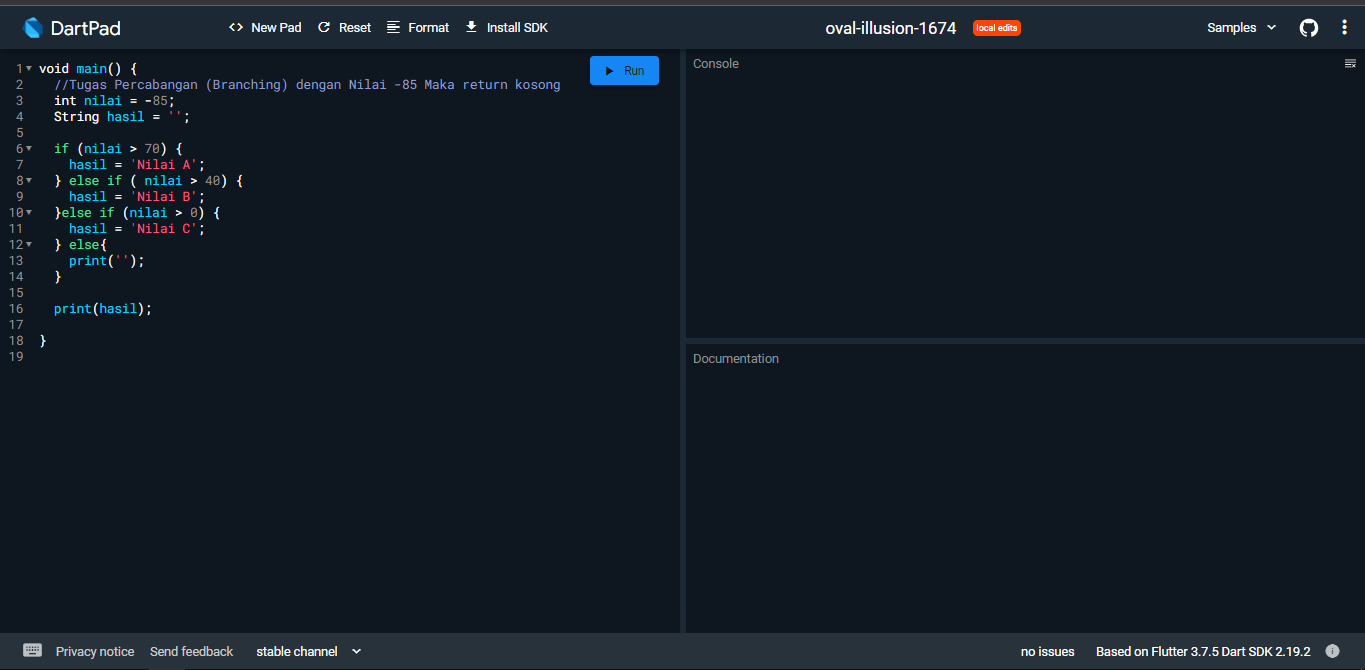 DartPad
<> New Pad Reset Format Install SDK
oval-illusion-1674 local edits
Samples
1 void main() {
2 //Tugas Percabangan (Branching) dengan Nilai -85 Maka return kosong
3 int nilai = -85;
4 String hasil = '';
5
6 if (nilai > 70) {
7 hasil = 'Nilai A';
8 } else if ( nilai > 40) {
9 hasil = 'Nilai B';
10 }else if (nilai > 0) {
11 hasil = 'Nilai C';
12 } else{
13 print('');
14 }
15
16 print(hasil);
17
18 }
19
Run
Console
Documentation
Privacy notice Send feedback stable channel
no issues Based on Flutter 3.7.5 Dart SDK 2.19.2